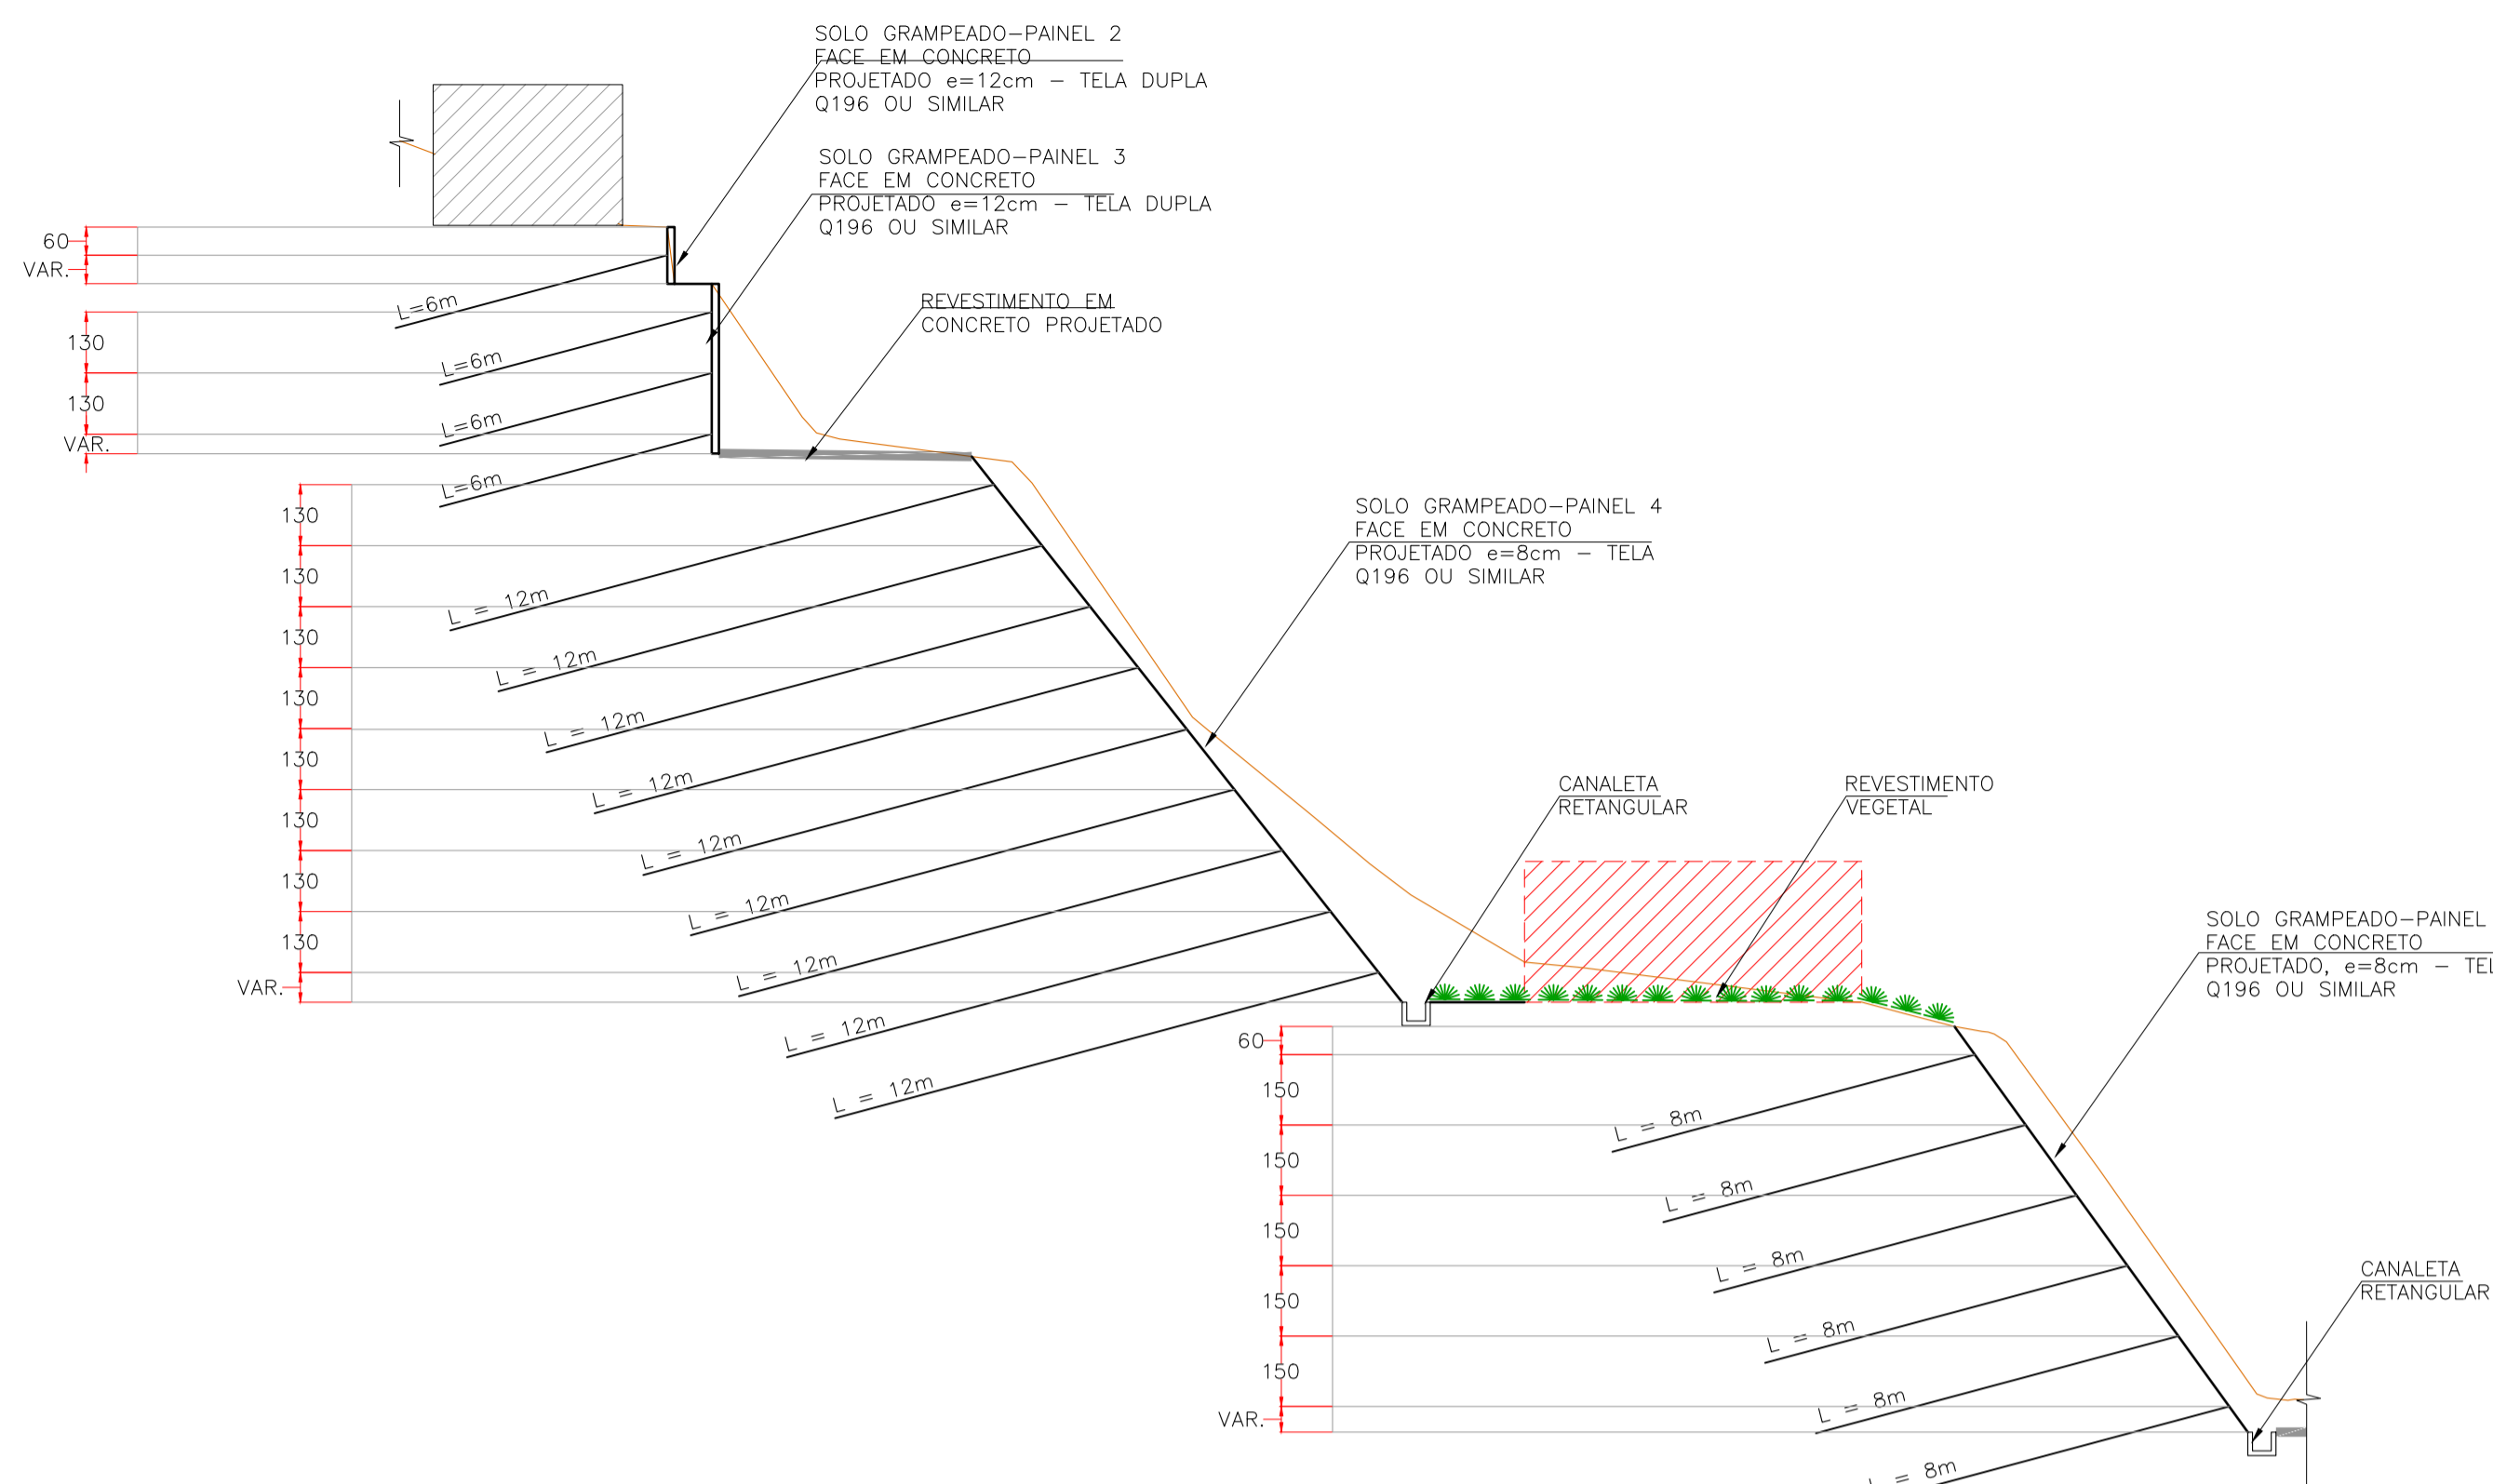 SOLO GRAMPEADO-PAINEL 2
FACE EM CONCRETO
PROJETADO e=12cm - TELA DUPLA
Q196 OU SIMILAR
SOLO GRAMPEADO-PAINEL 3
FACE EM CONCRETO
PROJETADO e=12cm - TELA DUPLA
Q196 OU SIMILAR
60
VAR.
L=6m
REVESTIMENTO EM
CONCRETO PROJETADO
130
L=6m
130
L=6m
VAR.
L=6m
SOLO GRAMPEADO-PAINEL 4
FACE EM CONCRETO
PROJETADO e=8cm - TELA
Q196 OU SIMILAR
130
130
130
130
130
130
130
130
VAR.
L = 12m
L = 12m
L = 12m
L = 12m
L = 12m
L = 12m
L = 12m
L = 12m
L = 12m
CANALETA
RETANGULAR
REVESTIMENTO
VEGETAL
SOLO GRAMPEADO-PAINEL
FACE EM CONCRETO
PROJETADO, e=8cm -
Q196 OU SIMILAR
60
150
150
150
150
150
VAR.
L = 8m
L = 8m
L = 8m
L = 8m
L = 8m
L = 8m
CANALETA
RETANGULAR